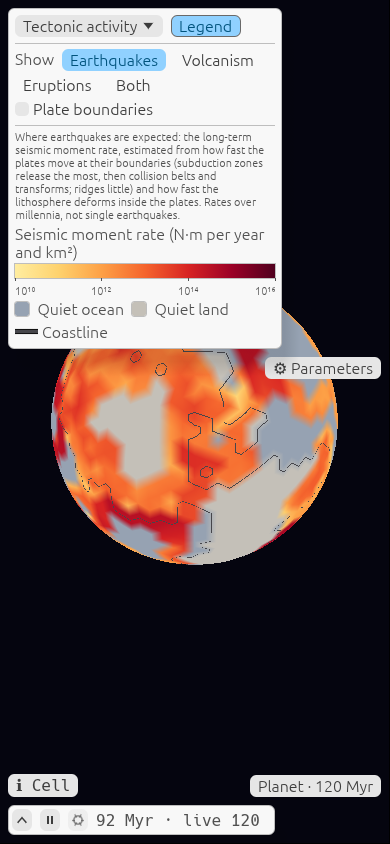 Tectonic activity ▼ Legend
Show Earthquakes Volcanism
Eruptions Both
Plate boundaries
Where earthquakes are expected: the long-term
seismic moment rate, estimated from how fast the
plates move at their boundaries (subduction zones
release the most, then collision belts and
transforms; ridges little) and how fast the
lithosphere deforms inside the plates. Rates over
millennia, not single earthquakes.
Seismic moment rate (N·m per year
and km²)
10¹⁰ 10¹² 10¹⁴ 10¹⁶
Quiet ocean Quiet land
Coastline
⚙ Parameters
ℹ Cell
Planet · 120 Myr
92 Myr · live 120